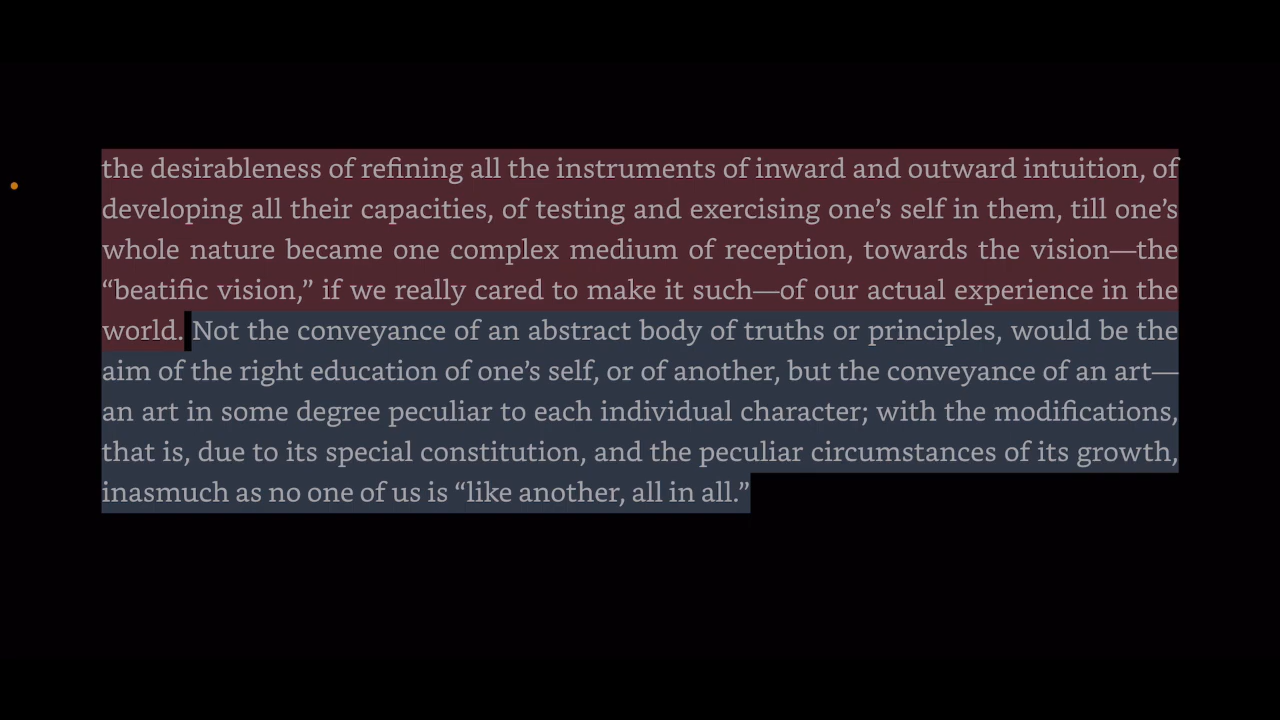 the desirableness of refining all the instruments of inward and outward intuition, of
developing all their capacities, of testing and exercising one’s self in them, till one’s
whole nature became one complex medium of reception, towards the vision—the
“beatific vision,” if we really cared to make it such—of our actual experience in the
world. Not the conveyance of an abstract body of truths or principles, would be the
aim of the right education of one’s self, or of another, but the conveyance of an art—
an art in some degree peculiar to each individual character; with the modifications,
that is, due to its special constitution, and the peculiar circumstances of its growth,
inasmuch as no one of us is “like another, all in all.”